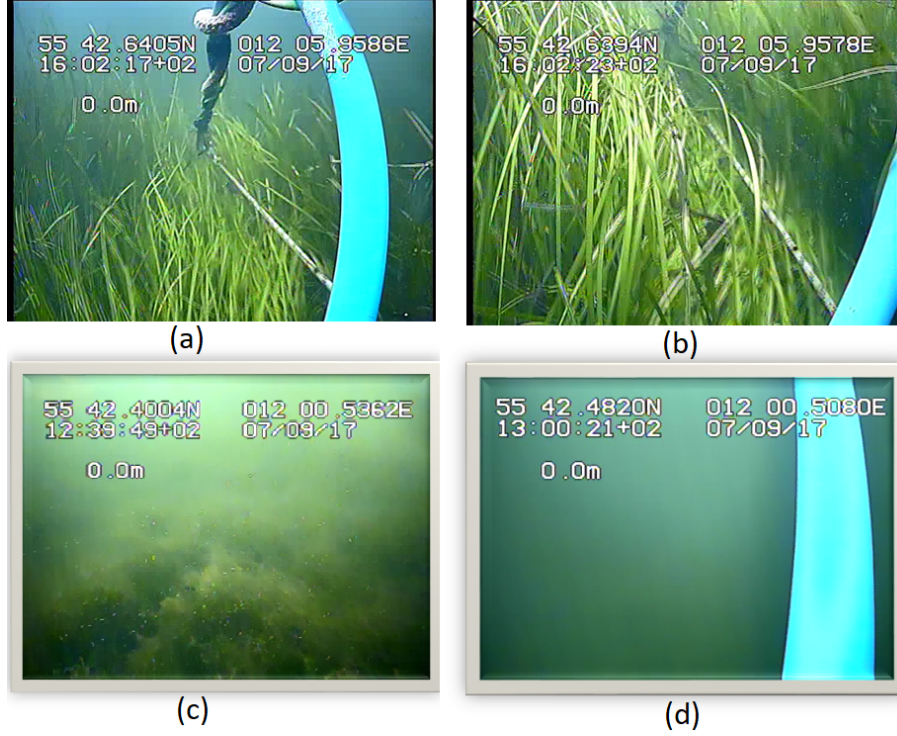 55 42.6405N 012 05.9586E
16:02:17+02 07/09/17
0.0m
(a)
55 42.6394N 012 05.9578E
16:02:23+02 07/09/17
0.0m
(b)
55 42.4004N 012 00.5362E
12:39:49+02 07/09/17
0.0m
(c)
55 42.4820N 012 00.5080E
13:00:21+02 07/09/17
0.0m
(d)